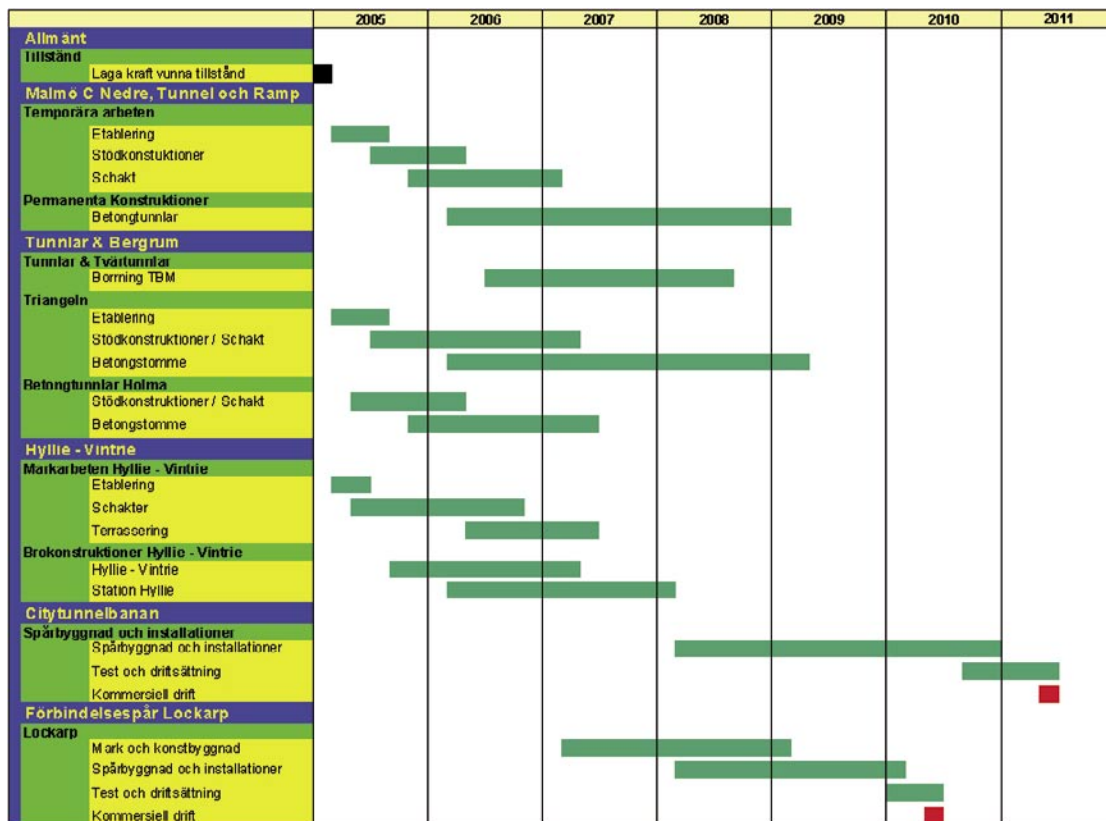 2005 2006 2007 2008 2009 2010 2011
Allmänt
Tillstånd
Laga kraft vunna tillstånd
Malmö C Nedre, Tunnel och Ramp
Temporära arbeten
Etablering
Stödkonstuktioner
Schakt
Permanenta Konstruktioner
Betongtunnlar
Tunnlar & Bergrum
Tunnlar & Tvärtunnlar
Borrning TBM
Triangeln
Etablering
Stödkonstruktioner / Schakt
Betongstomme
Betongtunnlar Holma
Stödkonstruktioner / Schakt
Betongstomme
Hyllie - Vintrie
Markarbeten Hyllie - Vintrie
Etablering
Schakter
Terrassering
Brokonstruktioner Hyllie - Vintrie
Hyllie - Vintrie
Station Hyllie
Citytunnelbanan
Spårbyggnad och installationer
Spårbyggnad och installationer
Test och driftsättning
Kommersiell drift
Förbindelsespår Lockarp
Lockarp
Mark och konstbyggnad
Spårbyggnad och installationer
Test och driftsättning
Kommersiell drift